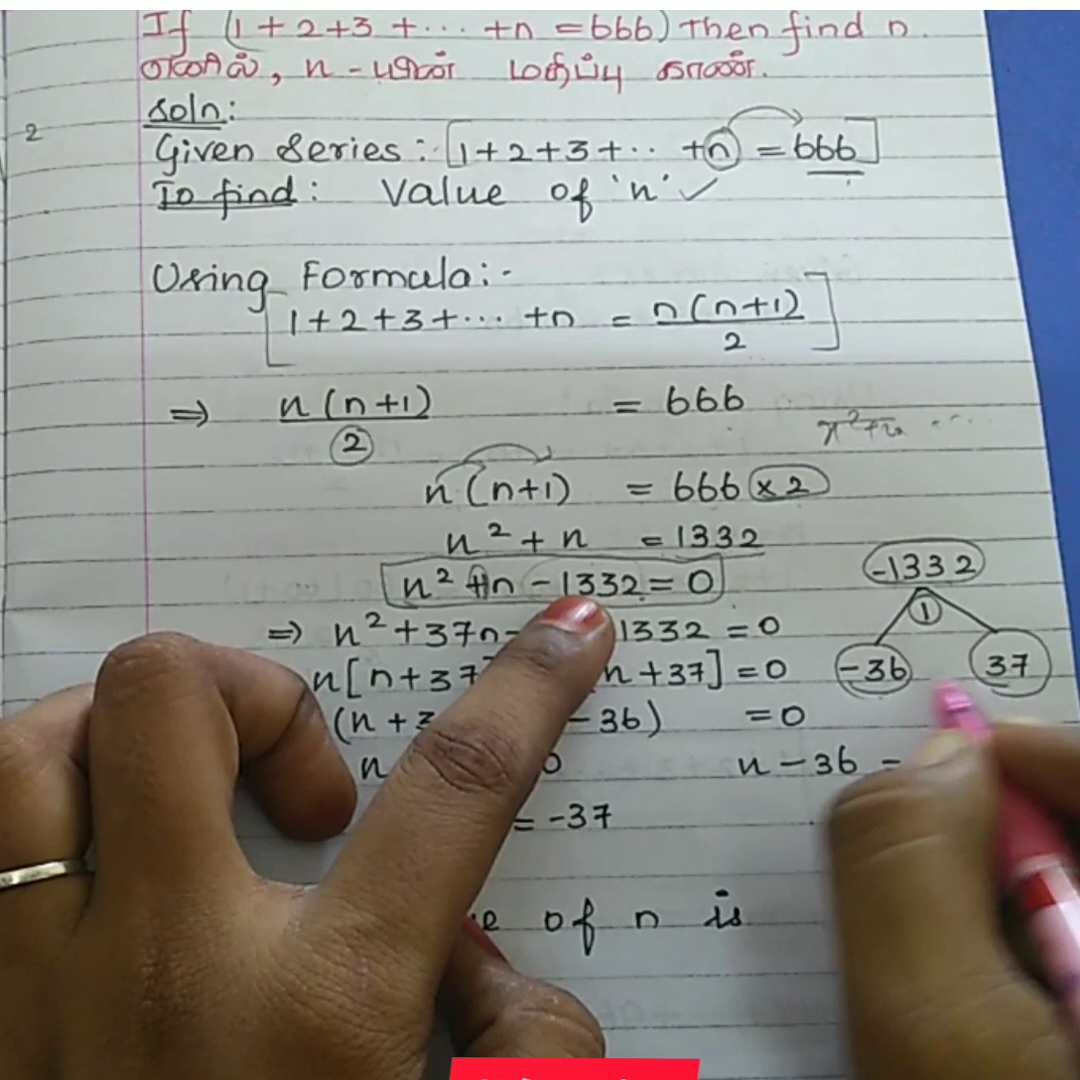 If (1+2+3+... +n =666) Then find n.
எனில், n - யின் மதிப்பு காண்.
Soln:
2
Given Series: [1+2+3+... +n = 666]
To find: Value of 'n' ✓
Using Formula:-
[1+2+3+... +n = n(n+1)/2]
⇒ n(n+1)/2 = 666
n(n+1) = 666 × 2
n² + n = 1332
n² + n - 1332 = 0
-1332
1
-36 37
⇒ n² + 37n - 1332 = 0
n[n+37] n+37] = 0
(n+3 -36) = 0
n 0 n - 36 =
= -37
of n is